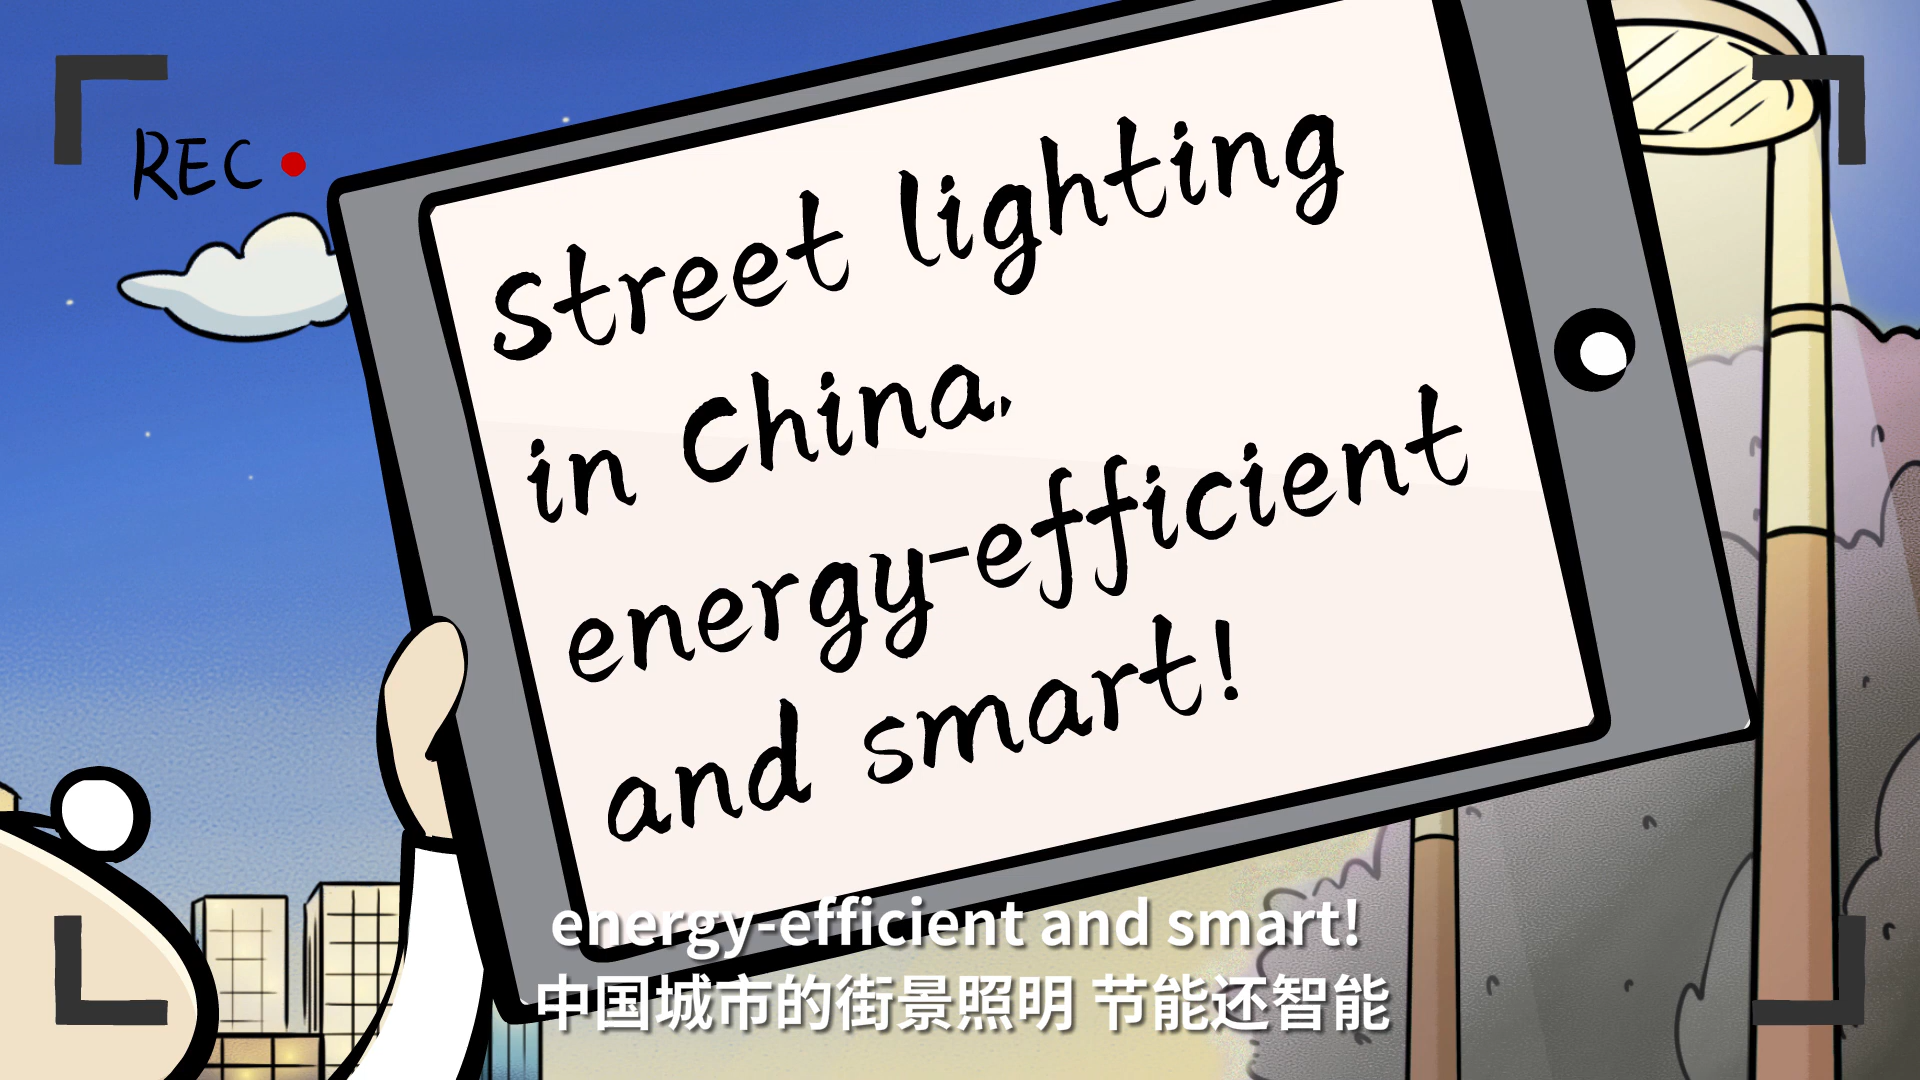 REC
Street lighting
in China,
energy-efficient
and smart!
energy-efficient and smart!
中国城市的街景照明 节能还智能